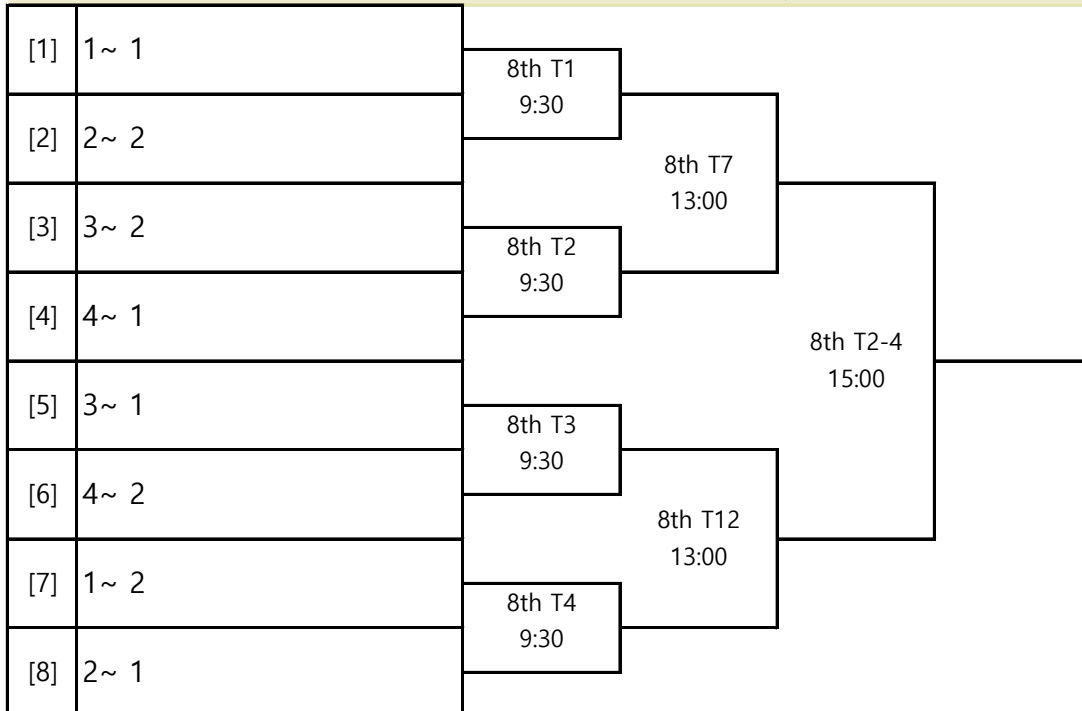 [1] 1~ 1
8th T1
9:30
[2] 2~ 2
8th T7
13:00
[3] 3~ 2
8th T2
9:30
[4] 4~ 1
8th T2-4
15:00
[5] 3~ 1
8th T3
9:30
[6] 4~ 2
8th T12
13:00
[7] 1~ 2
8th T4
9:30
[8] 2~ 1